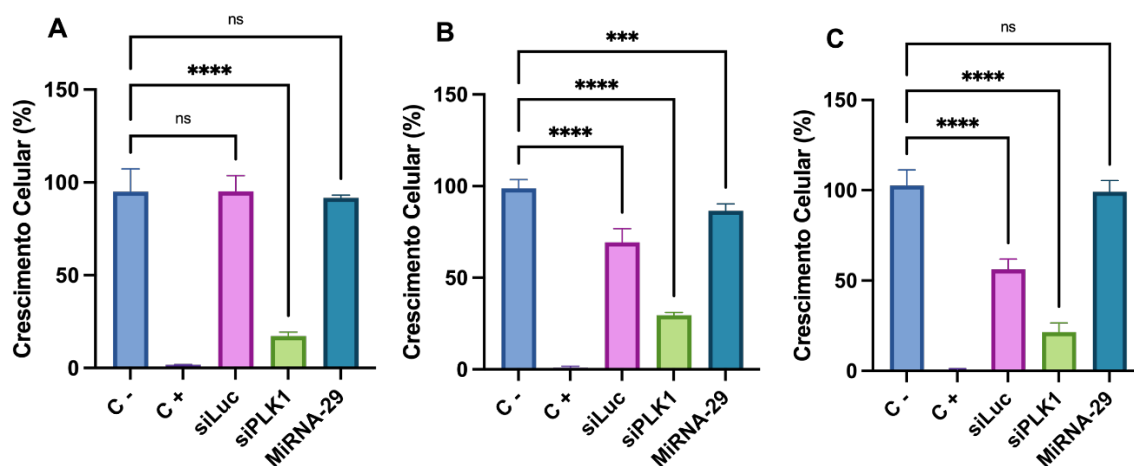 A
ns
****
ns
Crescimento Celular (%)
150
100
50
0
C -
C +
siLuc
siPLK1
MiRNA-29
B
***
****
****
Crescimento Celular (%)
150
100
50
0
C -
C +
siLuc
siPLK1
MiRNA-29
C
ns
****
****
Crescimento Celular (%)
150
100
50
0
C -
C +
siLuc
siPLK1
MiRNA-29